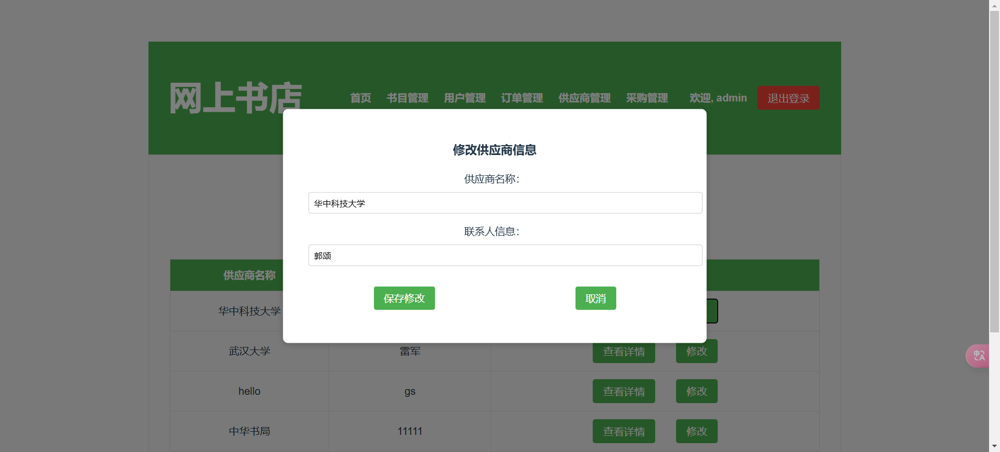 网上书店
首页 书目管理 用户管理 订单管理 供应商管理 采购管理 欢迎, admin 退出登录
修改供应商信息
供应商名称：
华中科技大学
联系人信息：
郭颂
保存修改 取消
供应商名称
华中科技大学
武汉大学 雷军 查看详情 修改
hello gs 查看详情 修改
中华书局 11111 查看详情 修改